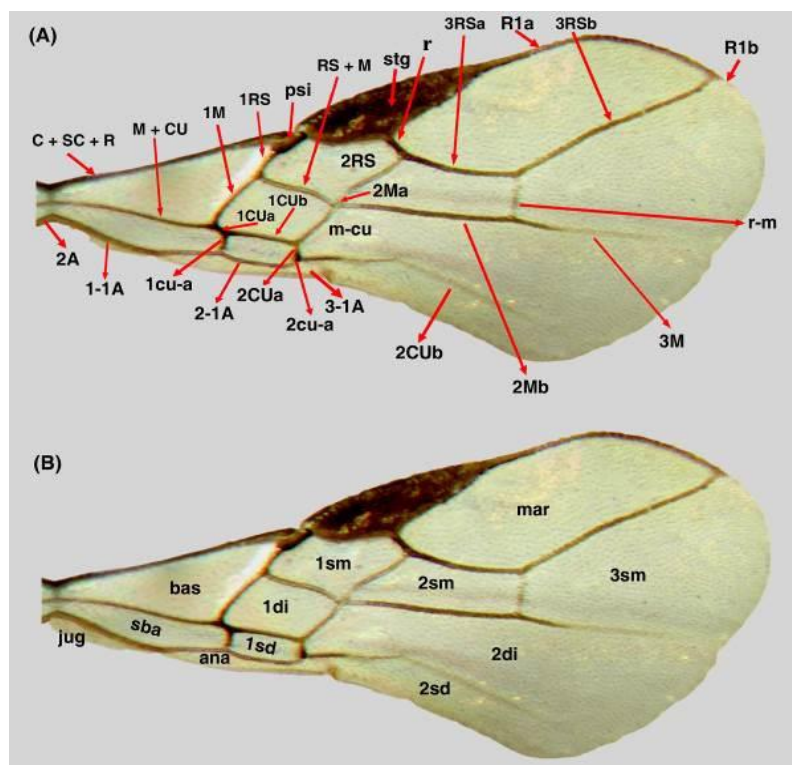 (A)
3RSa
R1a
3RSb
R1b
r
RS + M
stg
psi
1RS
1M
M + CU
C + SC + R
2RS
2Ma
1CUb
1CUa
m-cu
r-m
2A
1-1A
1cu-a
2-1A
2CUa
3-1A
2cu-a
2CUb
2Mb
3M
(B)
mar
1sm
bas
2sm
3sm
1di
sba
1sd
jug
ana
2di
2sd